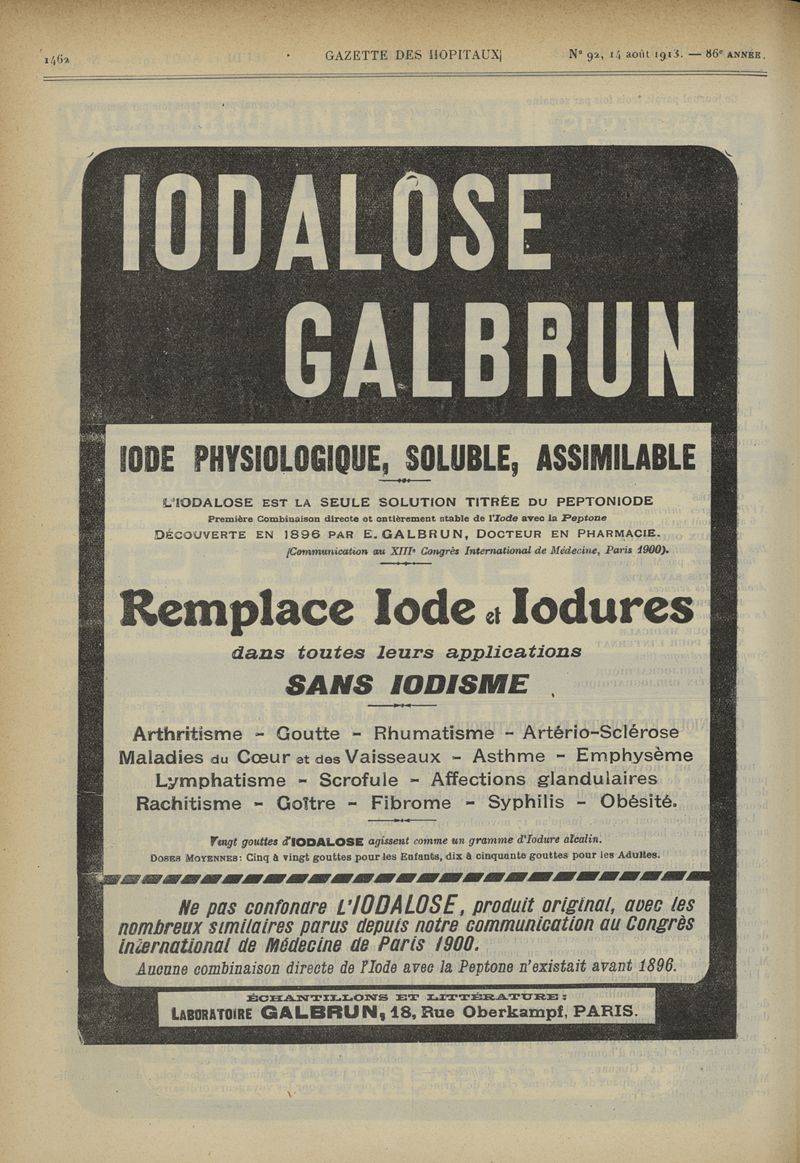 1462
GAZETTE DES HOPITAUX
N° 92, 14 août 1913. — 86e ANNÉE.
IODALOSE
GALBRUN
IODE PHYSIOLOGIQUE, SOLUBLE, ASSIMILABLE
L'IODALOSE EST LA SEULE SOLUTION TITRÉE DU PEPTONIODE
Première Combinaison directe et entièrement stable de l'Iode avec la Peptone
DÉCOUVERTE EN 1896 PAR E. GALBRUN, DOCTEUR EN PHARMACIE.
(Communication au XIIIe Congrès International de Médecine, Paris 1900).
Remplace Iode et Iodures
dans toutes leurs applications
SANS IODISME
Arthritisme - Goutte - Rhumatisme - Artério-Sclérose
Maladies du Cœur et des Vaisseaux - Asthme - Emphysème
Lymphatisme - Scrofule - Affections glandulaires
Rachitisme - Goître - Fibrome - Syphilis - Obésité.
Vingt gouttes d'IODALOSE agissent comme un gramme d'Iodure alcalin.
DOSES MOYENNES: Cinq à vingt gouttes pour les Enfants, dix à cinquante gouttes pour les Adultes.
Ne pas confondre L'IODALOSE, produit original, avec les
nombreux similaires parus depuis notre communication au Congrès
international de Médecine de Paris 1900.
Aucune combinaison directe de l'Iode avec la Peptone n'existait avant 1896.
ÉCHANTILLONS ET LITTÉRATURE:
LABORATOIRE GALBRUN, 18, Rue Oberkampf, PARIS.